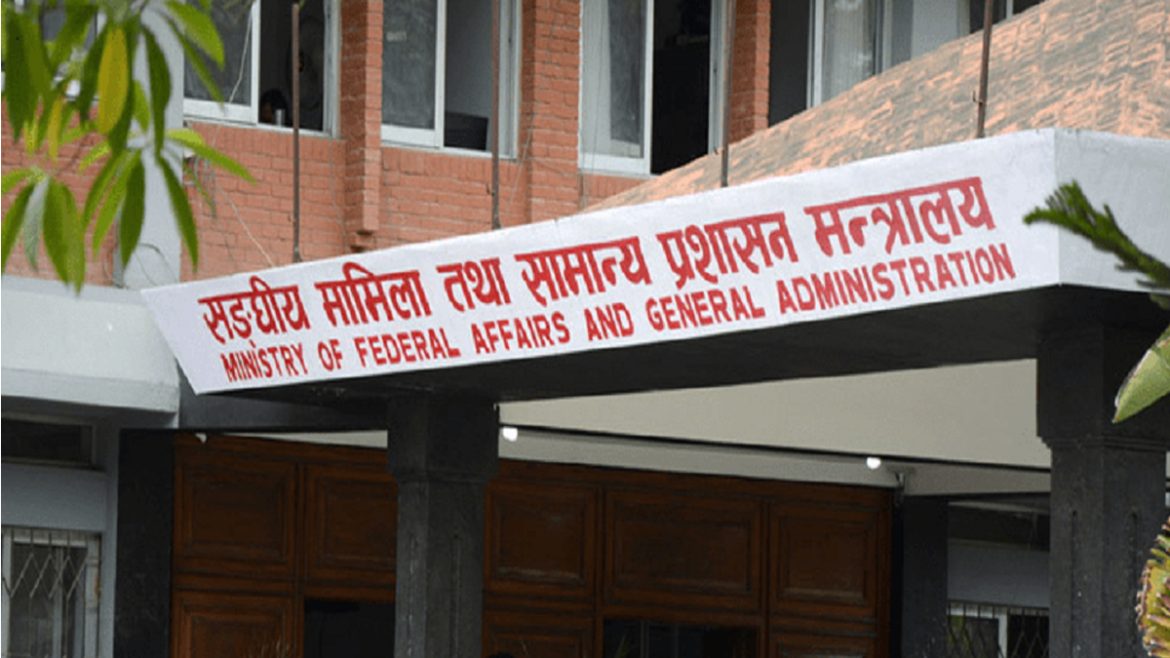 सङ्घीय मामिला तथा सामान्य प्रशासन मन्त्रालय
MINISTRY OF FEDERAL AFFAIRS AND GENERAL ADMINISTRATION